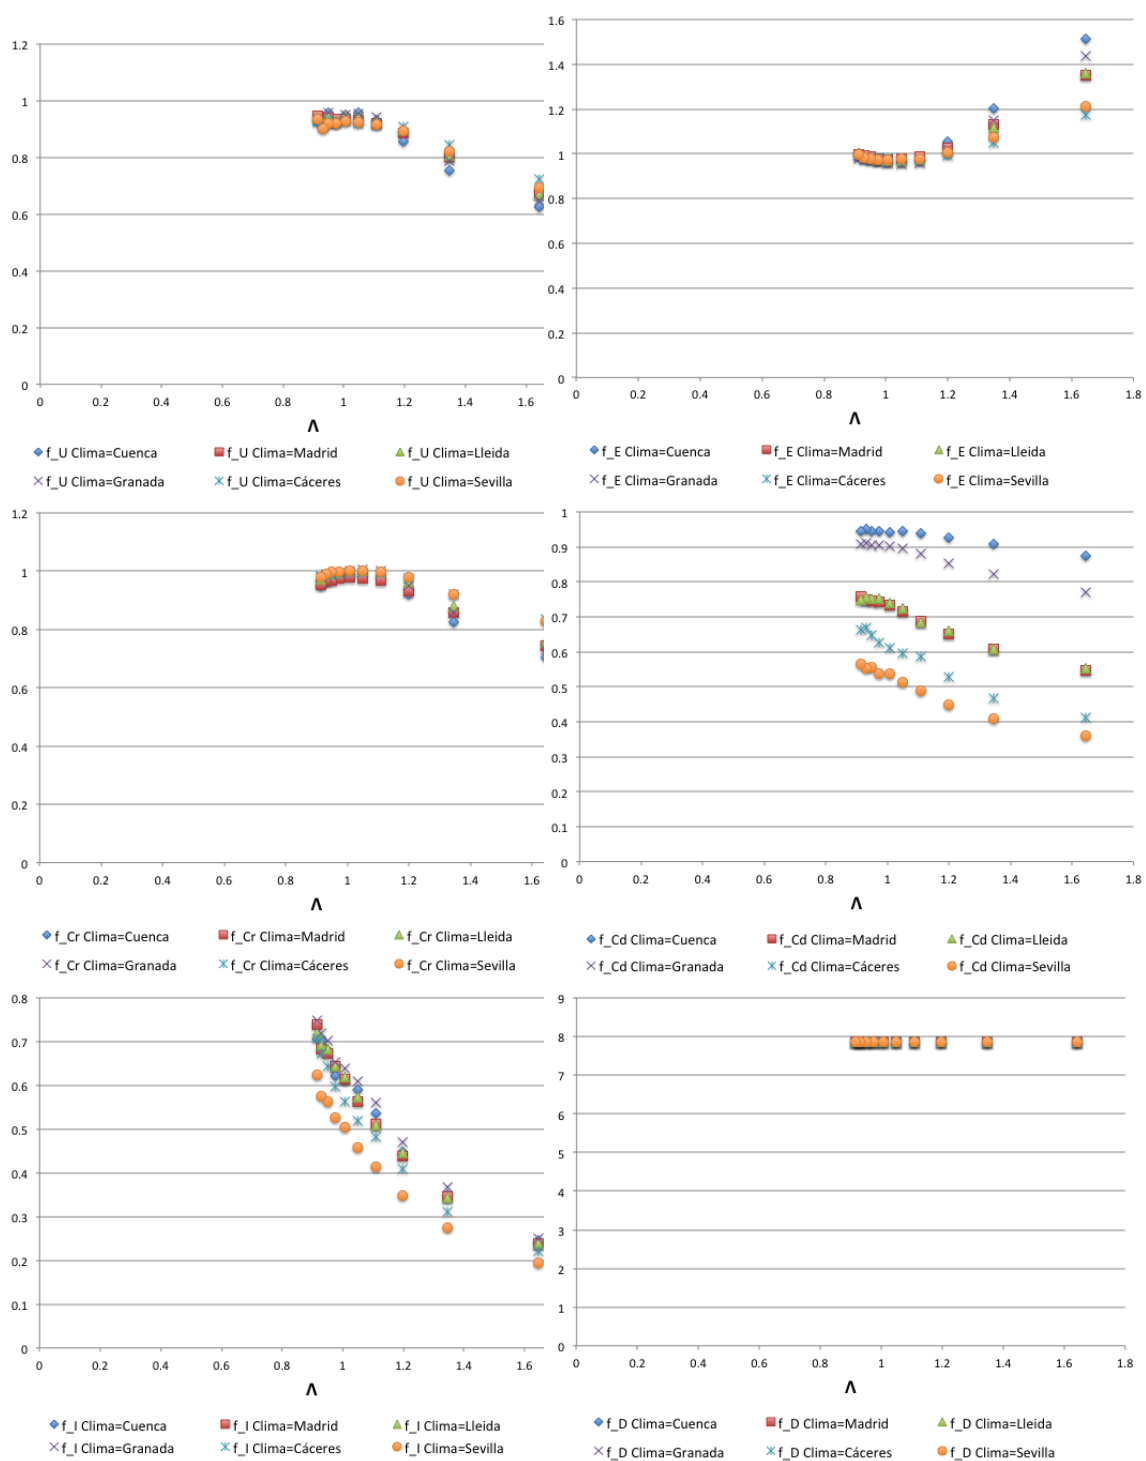 1.2
1
0.8
0.6
0.4
0.2
0
0 0.2 0.4 0.6 0.8 1 1.2 1.4 1.6
Λ
f_U Clima=Cuenca f_U Clima=Madrid f_U Clima=Lleida
f_U Clima=Granada f_U Clima=Cáceres f_U Clima=Sevilla
1.6
1.4
1.2
1
0.8
0.6
0.4
0.2
0
0 0.2 0.4 0.6 0.8 1 1.2 1.4 1.6 1.8
Λ
f_E Clima=Cuenca f_E Clima=Madrid f_E Clima=Lleida
f_E Clima=Granada f_E Clima=Cáceres f_E Clima=Sevilla
1.2
1
0.8
0.6
0.4
0.2
0
0 0.2 0.4 0.6 0.8 1 1.2 1.4 1.6
Λ
f_Cr Clima=Cuenca f_Cr Clima=Madrid f_Cr Clima=Lleida
f_Cr Clima=Granada f_Cr Clima=Cáceres f_Cr Clima=Sevilla
1
0.9
0.8
0.7
0.6
0.5
0.4
0.3
0.2
0.1
0
0 0.2 0.4 0.6 0.8 1 1.2 1.4 1.6 1.8
Λ
f_Cd Clima=Cuenca f_Cd Clima=Madrid f_Cd Clima=Lleida
f_Cd Clima=Granada f_Cd Clima=Cáceres f_Cd Clima=Sevilla
0.8
0.7
0.6
0.5
0.4
0.3
0.2
0.1
0
0 0.2 0.4 0.6 0.8 1 1.2 1.4 1.6
Λ
f_I Clima=Cuenca f_I Clima=Madrid f_I Clima=Lleida
f_I Clima=Granada f_I Clima=Cáceres f_I Clima=Sevilla
9
8
7
6
5
4
3
2
1
0
0 0.2 0.4 0.6 0.8 1 1.2 1.4 1.6 1.8
Λ
f_D Clima=Cuenca f_D Clima=Madrid f_D Clima=Lleida
f_D Clima=Granada f_D Clima=Cáceres f_D Clima=Sevilla